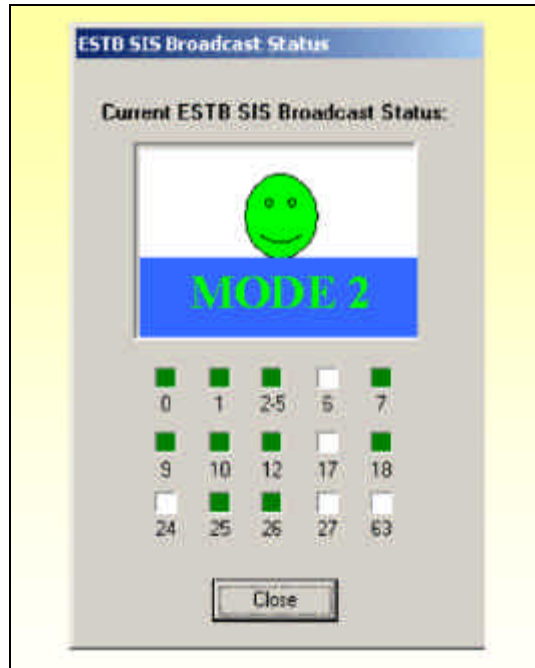 ESTB SIS Broadcast Status
Current ESTB SIS Broadcast Status:
MODE 2
0 1 2-5 6 7
9 10 12 17 18
24 25 26 27 63
Close